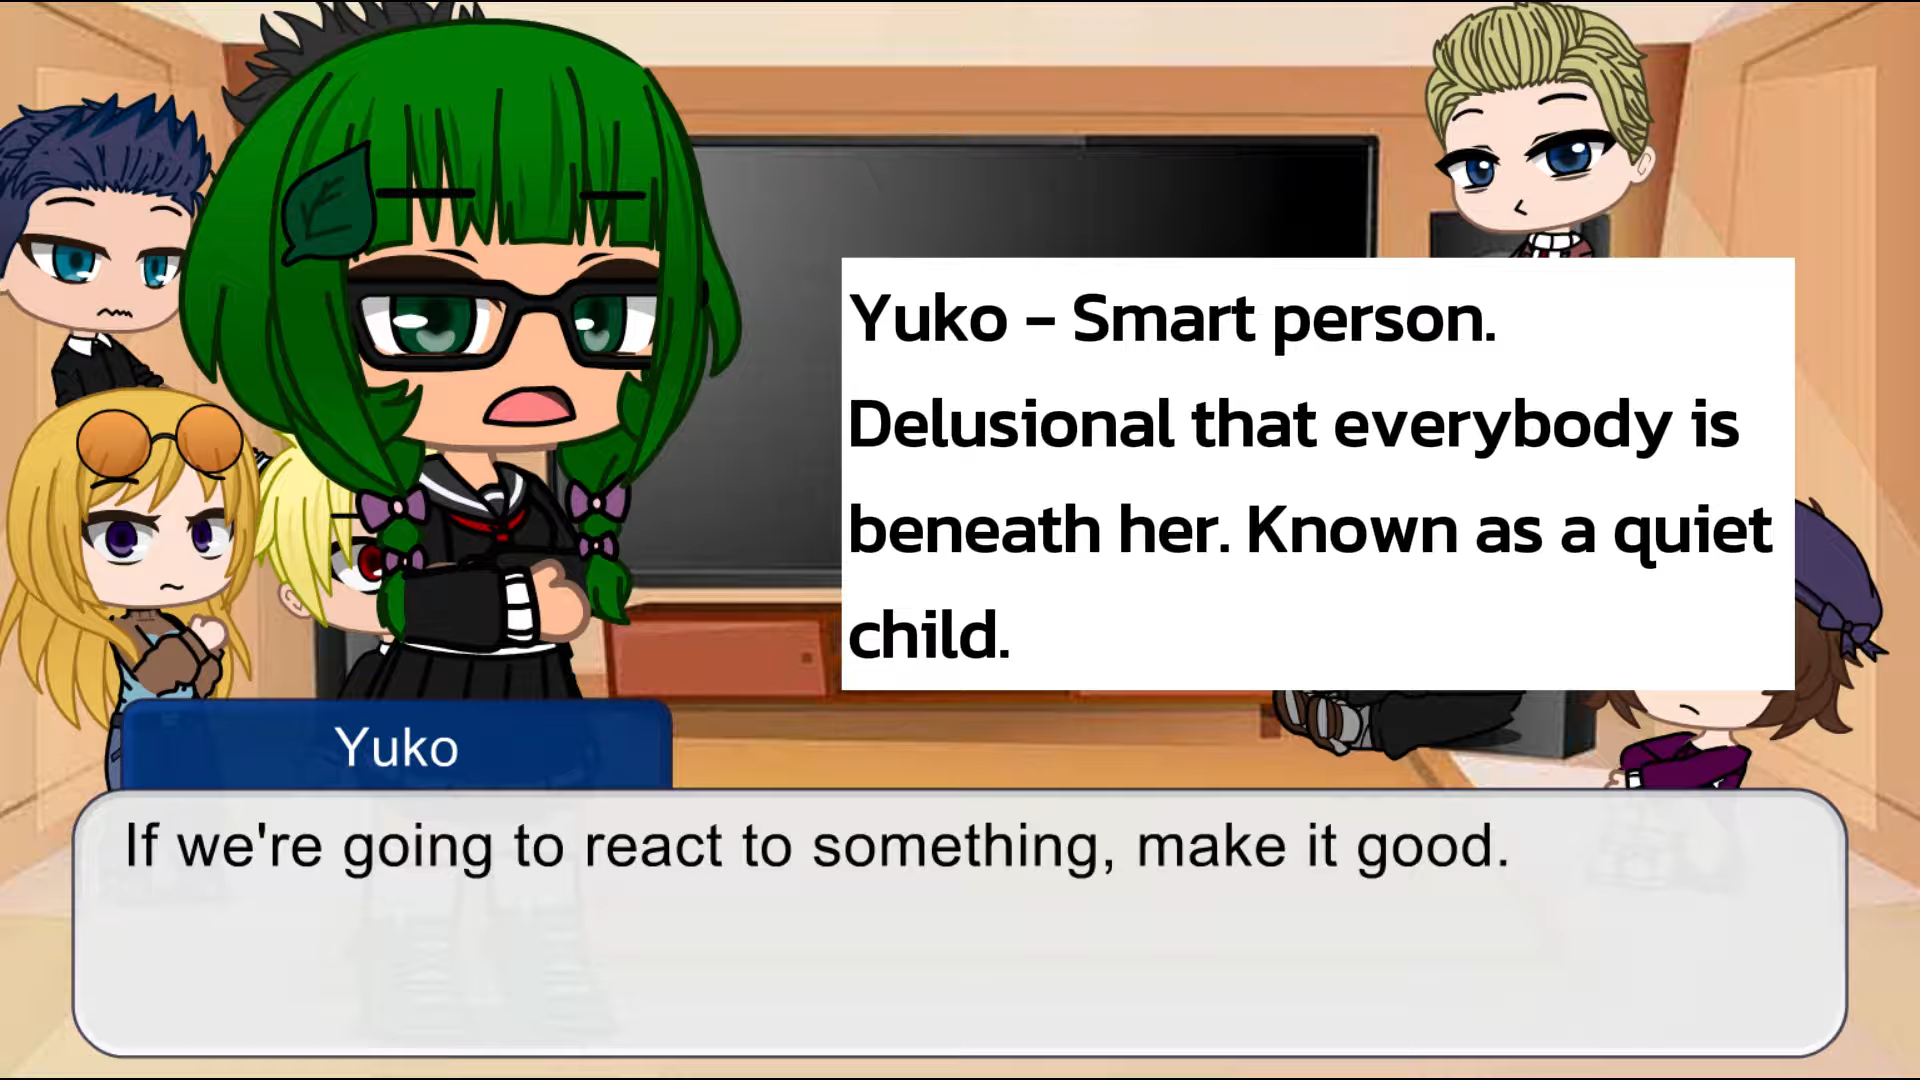 Yuko - Smart person.
Delusional that everybody is
beneath her. Known as a quiet
child.
Yuko
If we're going to react to something, make it good.